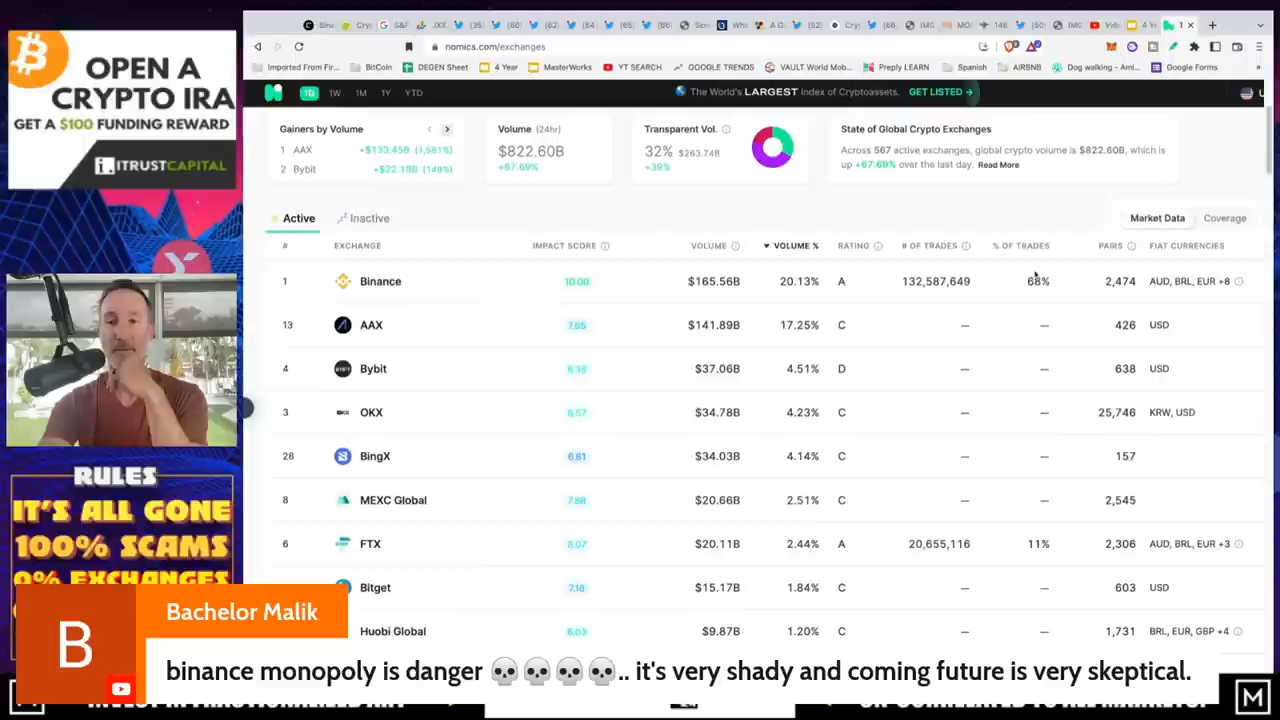 OPEN A
CRYPTO IRA
GET A $100 FUNDING REWARD
ITRUSTCAPITAL
nomics.com/exchanges
Imported From Fir...
BitCoin
DEGEN Sheet
4 Year
MasterWorks
YT SEARCH
GOOGLE TRENDS
VAULT World Mob...
Preply LEARN
Spanish
AIRBNB
Dog walking - Ami...
Google Forms
1D 1W 1M 1Y YTD
The World's LARGEST Index of Cryptoassets. GET LISTED →
Gainers by Volume
1 AAX +$133.45B (1,581%)
2 Bybit +$22.19B (149%)
Volume (24hr)
$822.60B
+67.69%
Transparent Vol.
32% $263.74B
+39%
State of Global Crypto Exchanges
Across 567 active exchanges, global crypto volume is $822.60B, which is
up +67.69% over the last day. Read More
Active Inactive
Market Data Coverage
# EXCHANGE IMPACT SCORE VOLUME VOLUME % RATING # OF TRADES % OF TRADES PAIRS FIAT CURRENCIES
1 Binance 10.00 $165.56B 20.13% A 132,587,649 68% 2,474 AUD, BRL, EUR +8
13 AAX 7.85 $141.89B 17.25% C — — 426 USD
4 Bybit 8.38 $37.06B 4.51% D — — 638 USD
3 OKX 8.57 $34.78B 4.23% C — — 25,746 KRW, USD
28 BingX 6.81 $34.03B 4.14% C — — 157
8 MEXC Global 7.88 $20.66B 2.51% C — — 2,545
6 FTX 8.07 $20.11B 2.44% A 20,655,116 11% 2,306 AUD, BRL, EUR +3
Bitget 7.18 $15.17B 1.84% C — — 603 USD
Huobi Global 8.03 $9.87B 1.20% C — — 1,731 BRL, EUR, GBP +4
RULES
IT'S ALL GONE
100% SCAMS
0% EXCHANGES
B
Bachelor Malik
binance monopoly is danger 💀💀💀💀.. it's very shady and coming future is very skeptical.